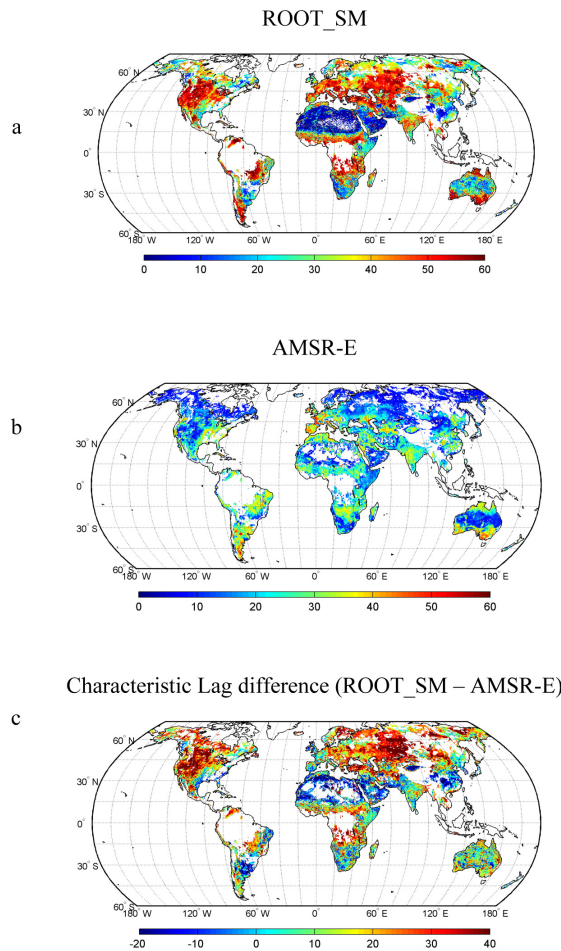 ROOT_SM
a
60° N
30° N
0°
30° S
60° S
180° W 120° W 60° W 0° 60° E 120° E 180° E
0 10 20 30 40 50 60
AMSR-E
b
60° N
30° N
0°
30° S
60° S
180° W 120° W 60° W 0° 60° E 120° E 180° E
0 10 20 30 40 50 60
Characteristic Lag difference (ROOT_SM – AMSR-E)
c
60° N
30° N
0°
30° S
60° S
180° W 120° W 60° W 0° 60° E 120° E 180° E
-20 -10 0 10 20 30 40